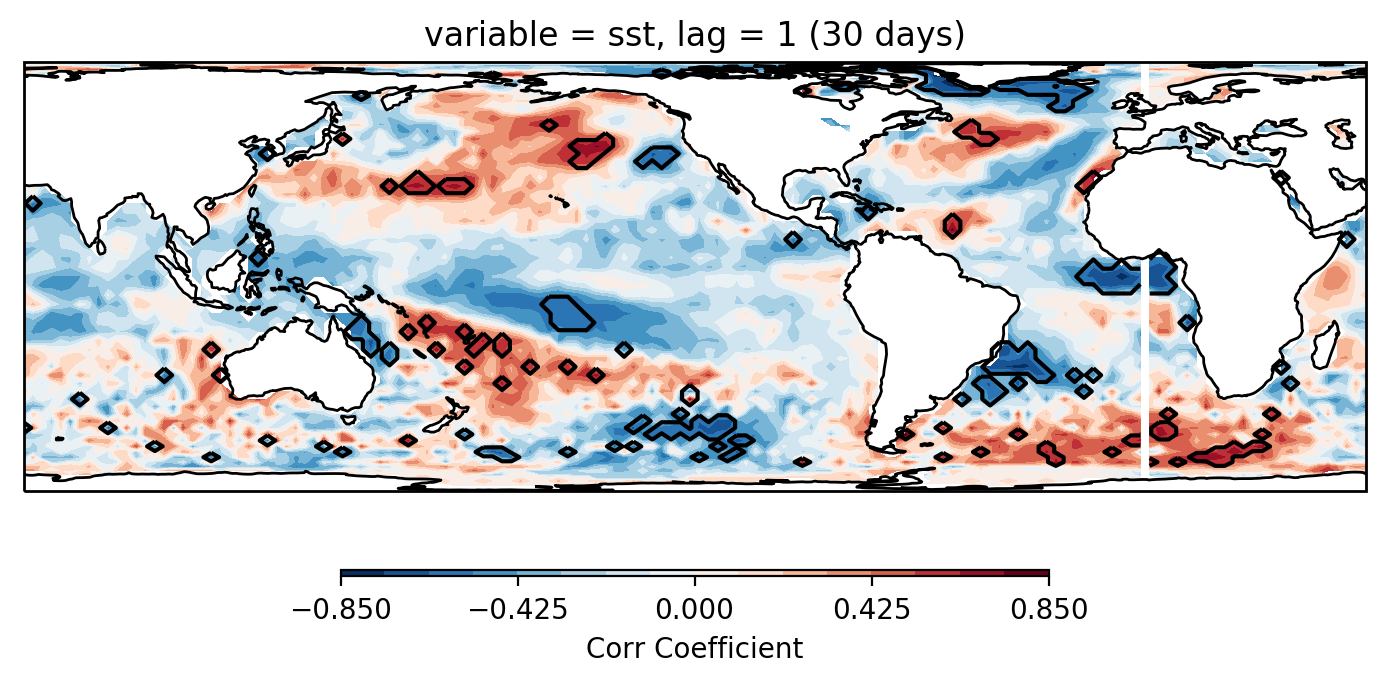 variable = sst, lag = 1 (30 days)
−0.850 −0.425 0.000 0.425 0.850
Corr Coefficient